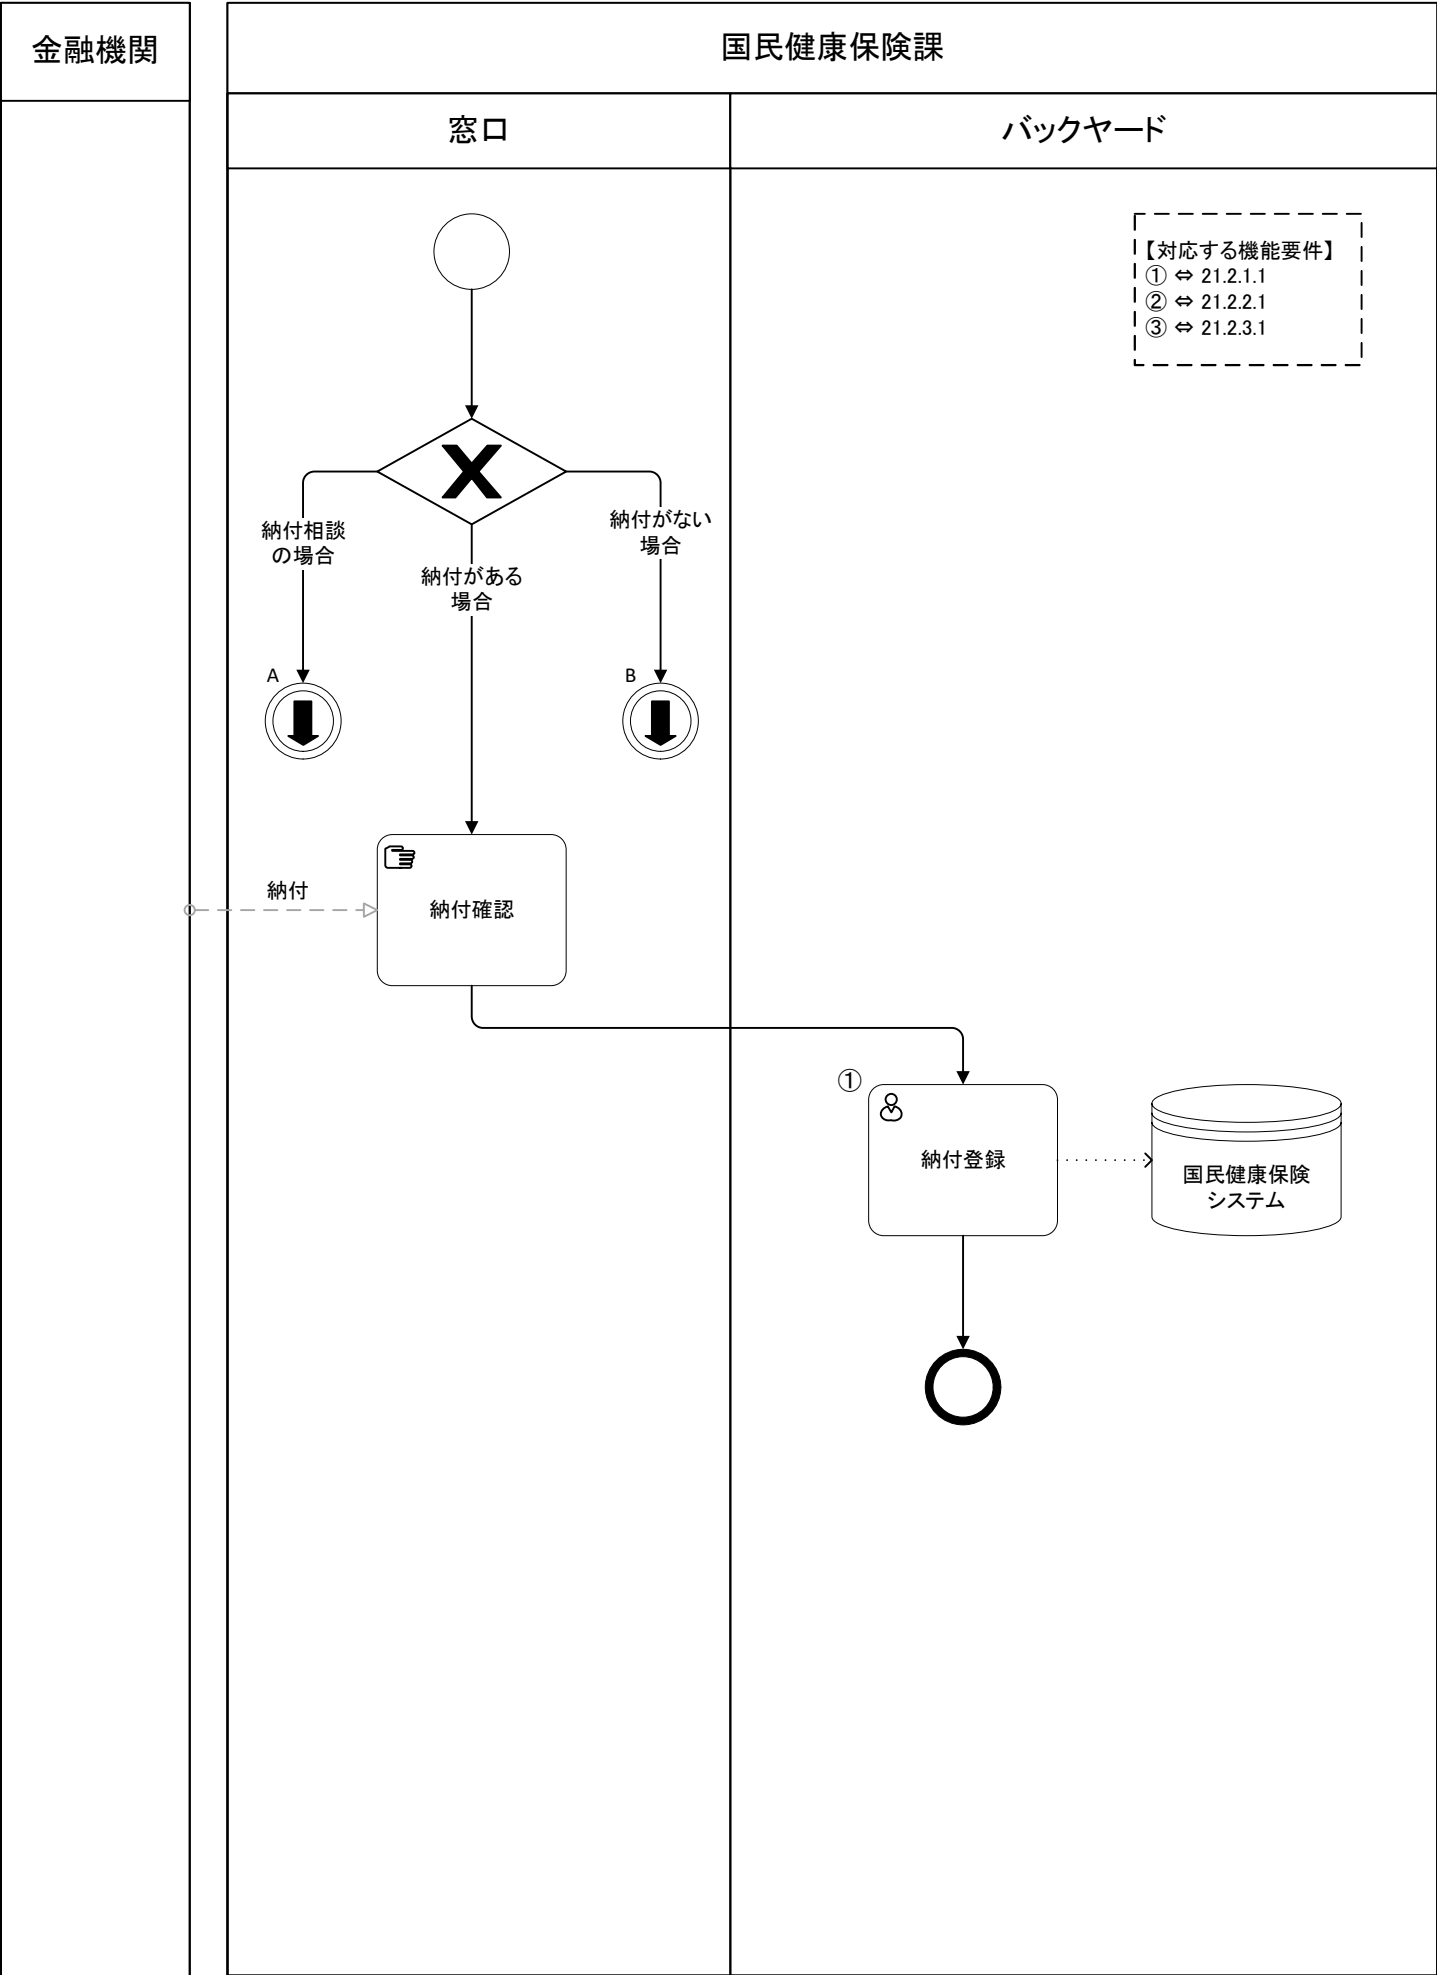 金融機関
国民健康保険課
窓口
バックヤード
【対応する機能要件】
① ⇔ 21.2.1.1
② ⇔ 21.2.2.1
③ ⇔ 21.2.3.1
納付相談
の場合
納付がある
場合
納付がない
場合
A
B
納付
納付確認
①
納付登録
国民健康保険
システム